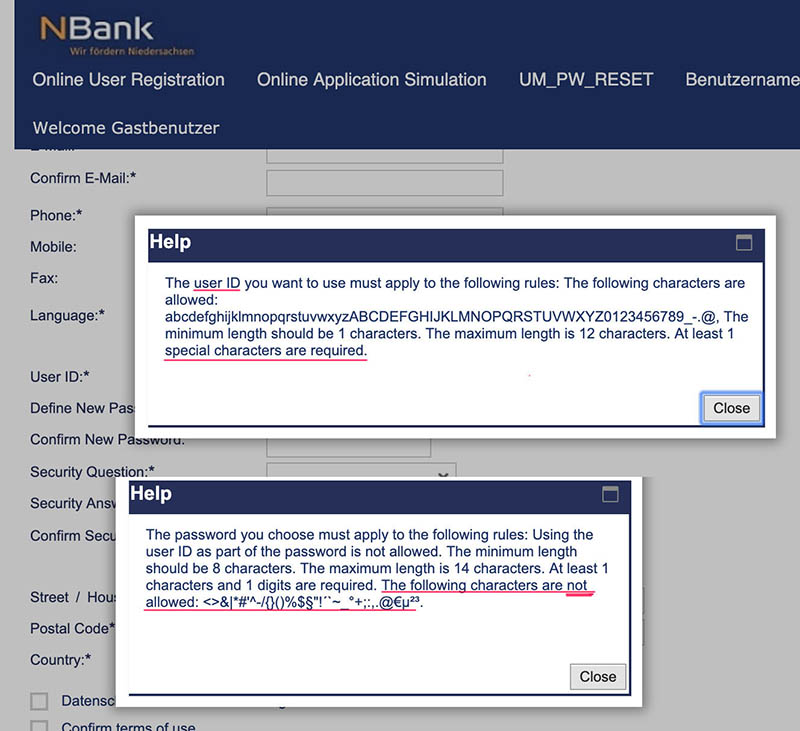 NBank
Wir fördern Niedersachsen
Online User Registration Online Application Simulation UM_PW_RESET Benutzername
Welcome Gastbenutzer
E-Mail:
Confirm E-Mail:*
Phone:*
Mobile:
Fax:
Language:*
User ID:*
Define New Pas
Confirm New Password:
Security Question:*
Security Answ
Confirm Secu
Street / Hous
Postal Code*
Country:*
Datensc
Confirm terms of use
Help
The user ID you want to use must apply to the following rules: The following characters are
allowed:
abcdefghijklmnopqrstuvwxyzABCDEFGHIJKLMNOPQRSTUVWXYZ0123456789_-.@, The
minimum length should be 1 characters. The maximum length is 12 characters. At least 1
special characters are required.
Close
Help
The password you choose must apply to the following rules: Using the
user ID as part of the password is not allowed. The minimum length
should be 8 characters. The maximum length is 14 characters. At least 1
characters and 1 digits are required. The following characters are not
allowed: <>&|*#'^-/{}()%$§"!´`~_°+;:,.@€µ²³.
Close